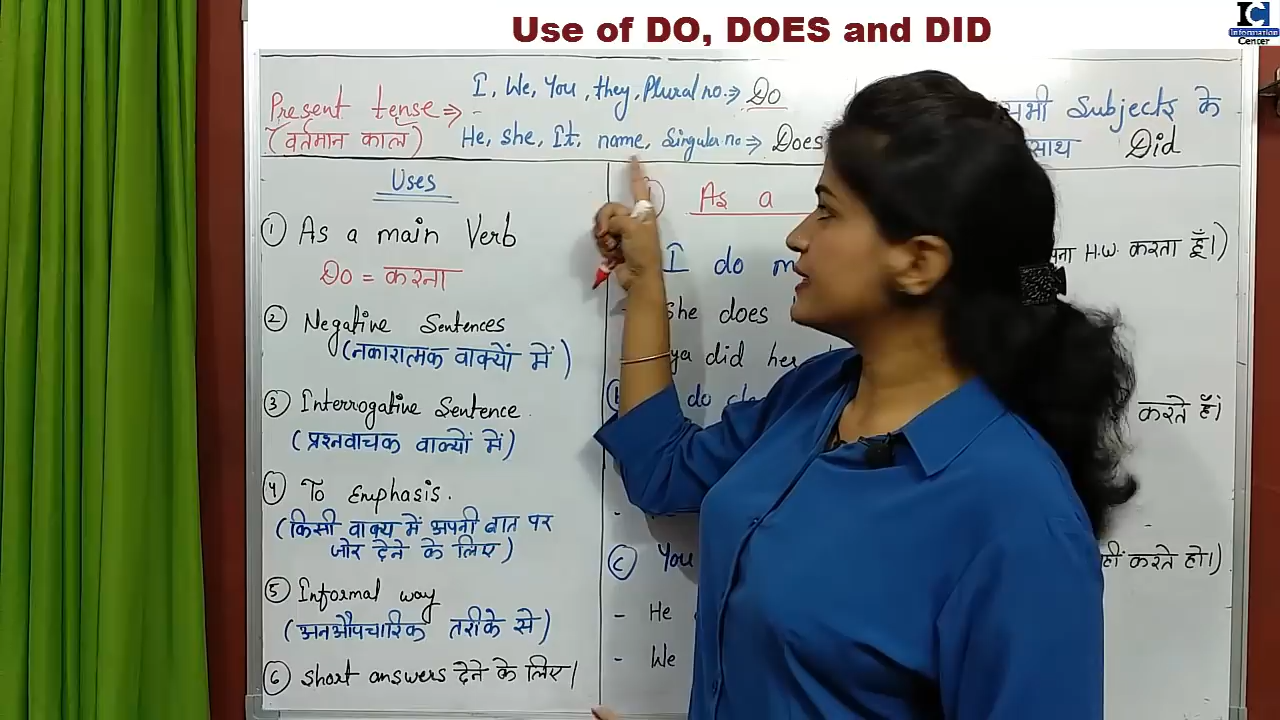 Use of DO, DOES and DID
IC
Information
Center
Present tense ⇒
(वर्तमान काल)
I, We, You, they, Plural no. ⇒ Do
He, she, It, name, Singular no ⇒ Does
सभी Subjects के
साथ Did
Uses
① As a main Verb
Do = करना
② Negative Sentences
(नकारात्मक वाक्यों में)
③ Interrogative Sentence.
(प्रश्नवाचक वाक्यों में)
④ To Emphasis.
(किसी वाक्य में अपनी बात पर
जोर देने के लिए)
⑤ Informal way
(अनऔपचारिक तरीके से)
⑥ Short answers देने के लिए।
As a
I do
H.W. करता हूँ।)
She does
ya did her
do
करते हैं।
Ⓒ You
करते हो।)
- He
- We